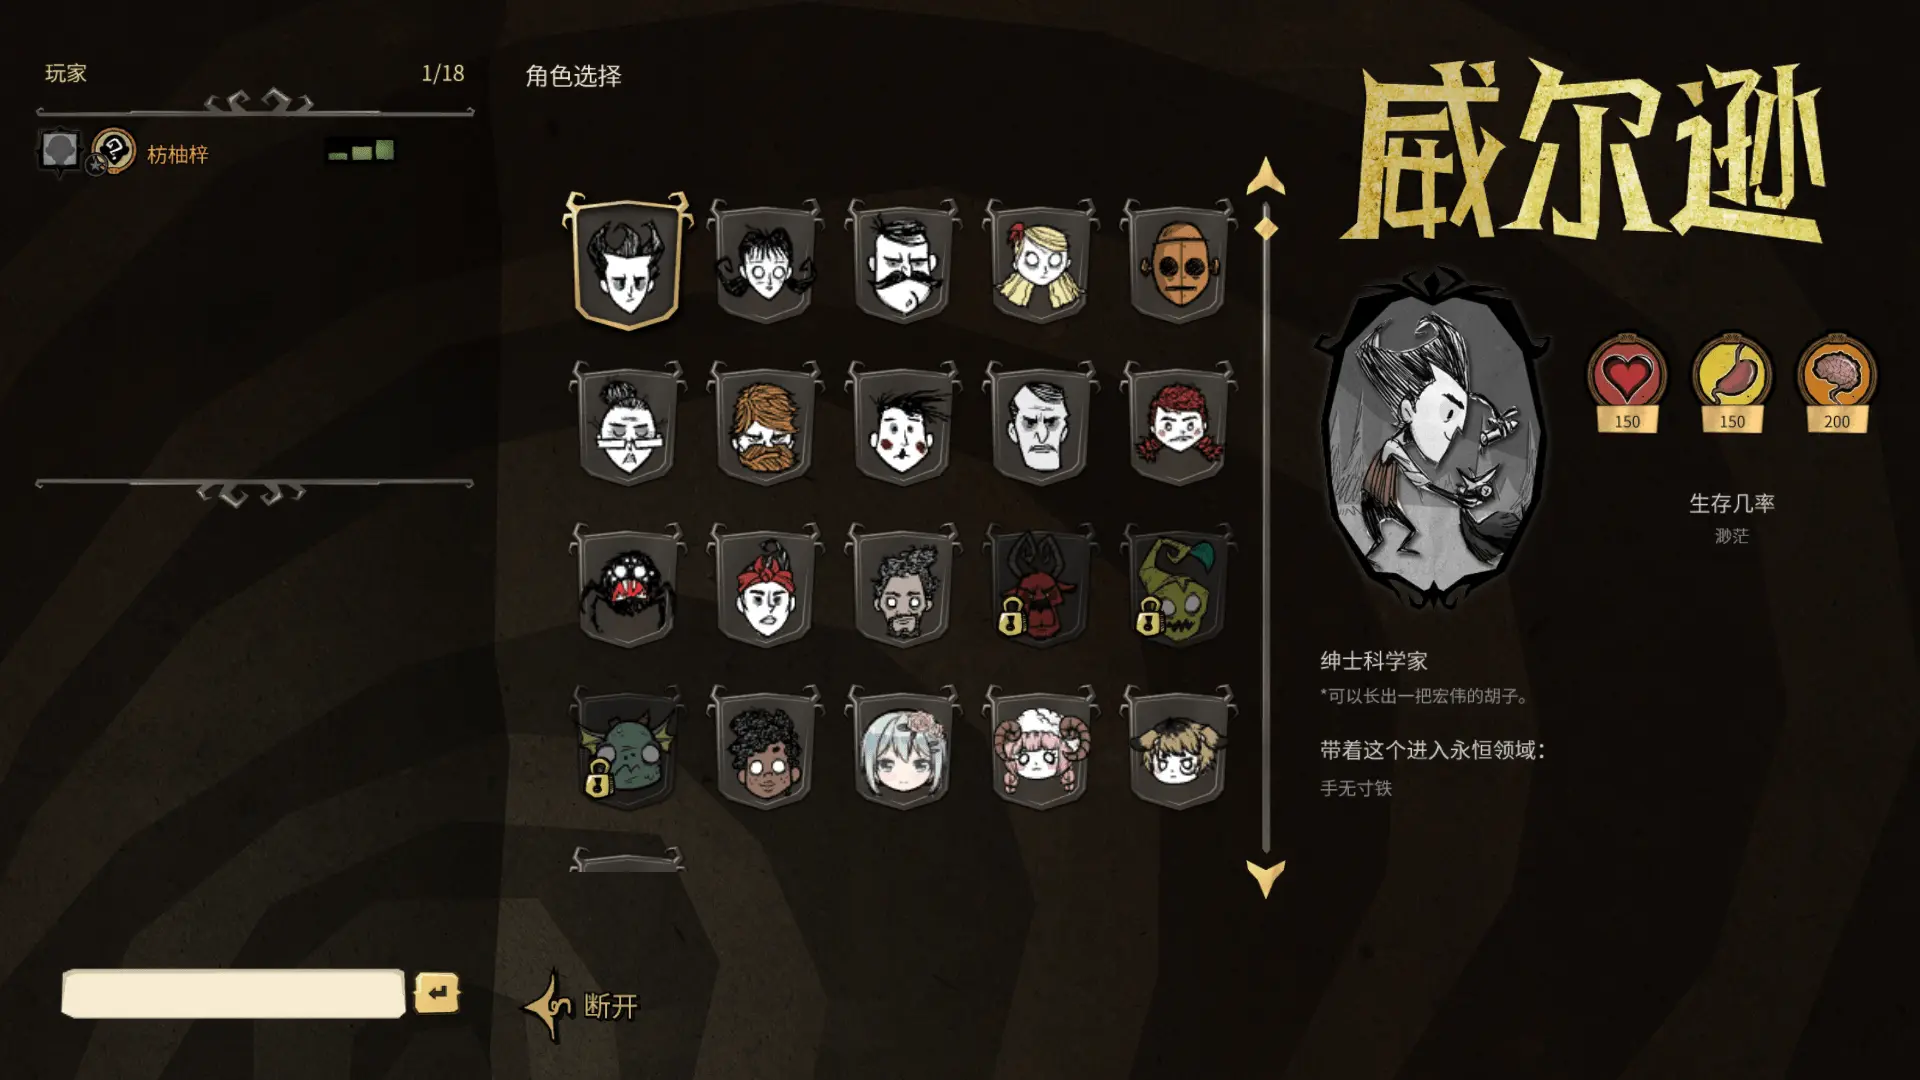 玩家
1/18
枋柚梓
角色选择
威尔逊
150
150
200
生存几率
渺茫
绅士科学家
*可以长出一把宏伟的胡子。
带着这个进入永恒领域：
手无寸铁
断开